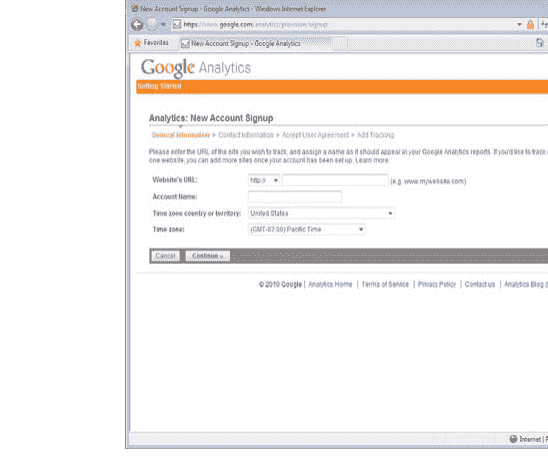 New Account Signup - Google Analytics - Windows Internet Explorer
https://www.google.com/analytics/provision/signup
Favorites New Account Signup - Google Analytics
Google Analytics
Getting Started
Analytics: New Account Signup
General Information > Contact Information > Accept User Agreement > Add Tracking
Please enter the URL of the site you wish to track, and assign a name as it should appear in your Google Analytics reports. If you'd like to track
one website, you can add more sites once your account has been set up. Learn more.
Website's URL: http:// (e.g. www.mywebsite.com)
Account Name:
Time zone country or territory: United States
Time zone: (GMT-07:00) Pacific Time
Cancel Continue »
© 2010 Google | Analytics Home | Terms of Service | Privacy Policy | Contact us | Analytics Blog (
Internet |